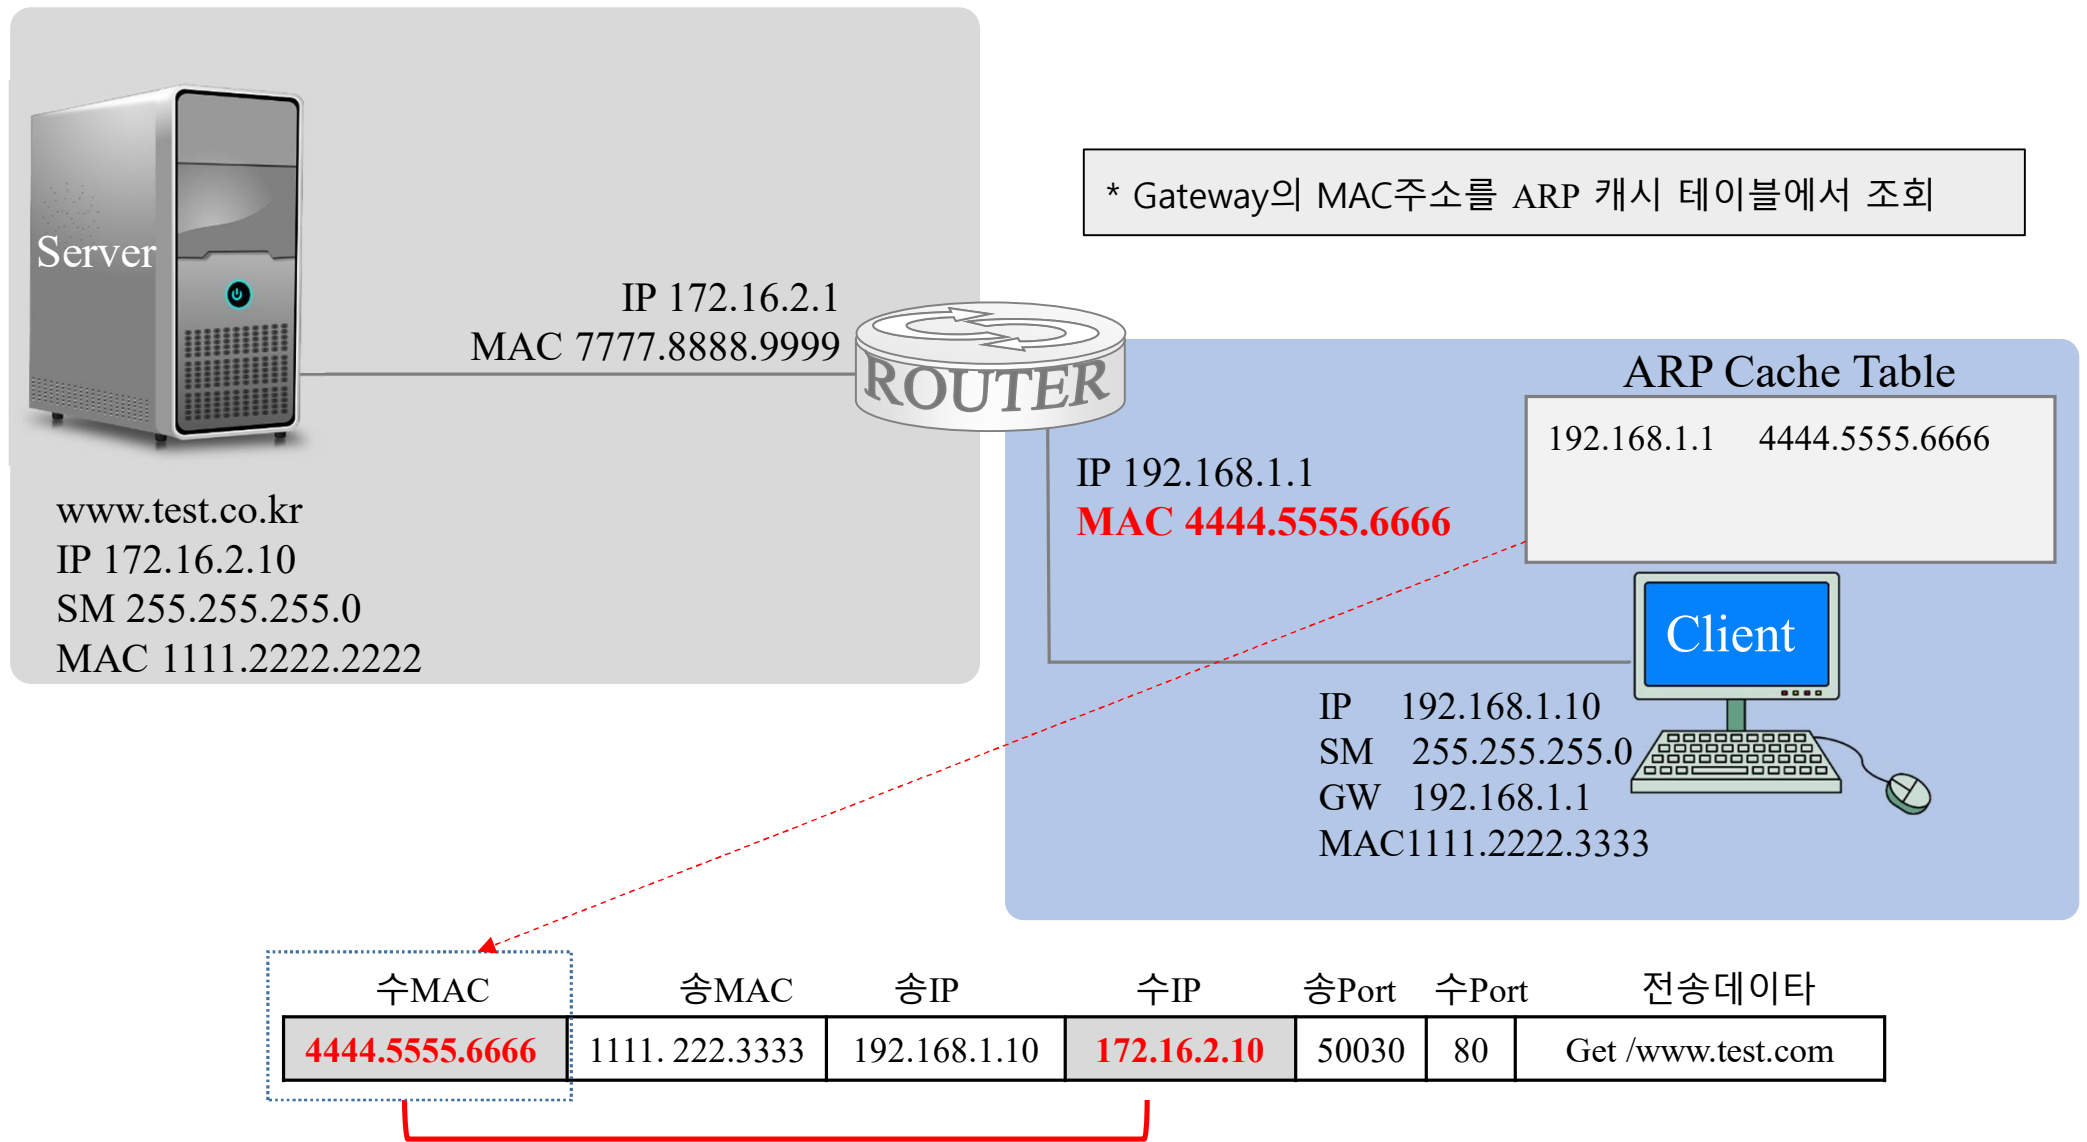 * Gateway의 MAC주소를 ARP 캐시 테이블에서 조회
Server
IP 172.16.2.1
MAC 7777.8888.9999
ROUTER
www.test.co.kr
IP 172.16.2.10
SM 255.255.255.0
MAC 1111.2222.2222
ARP Cache Table
192.168.1.1 4444.5555.6666
IP 192.168.1.1
MAC 4444.5555.6666
Client
IP 192.168.1.10
SM 255.255.255.0
GW 192.168.1.1
MAC1111.2222.3333
수MAC 송MAC 송IP 수IP 송Port 수Port 전송데이타
4444.5555.6666 1111. 222.3333 192.168.1.10 172.16.2.10 50030 80 Get /www.test.com